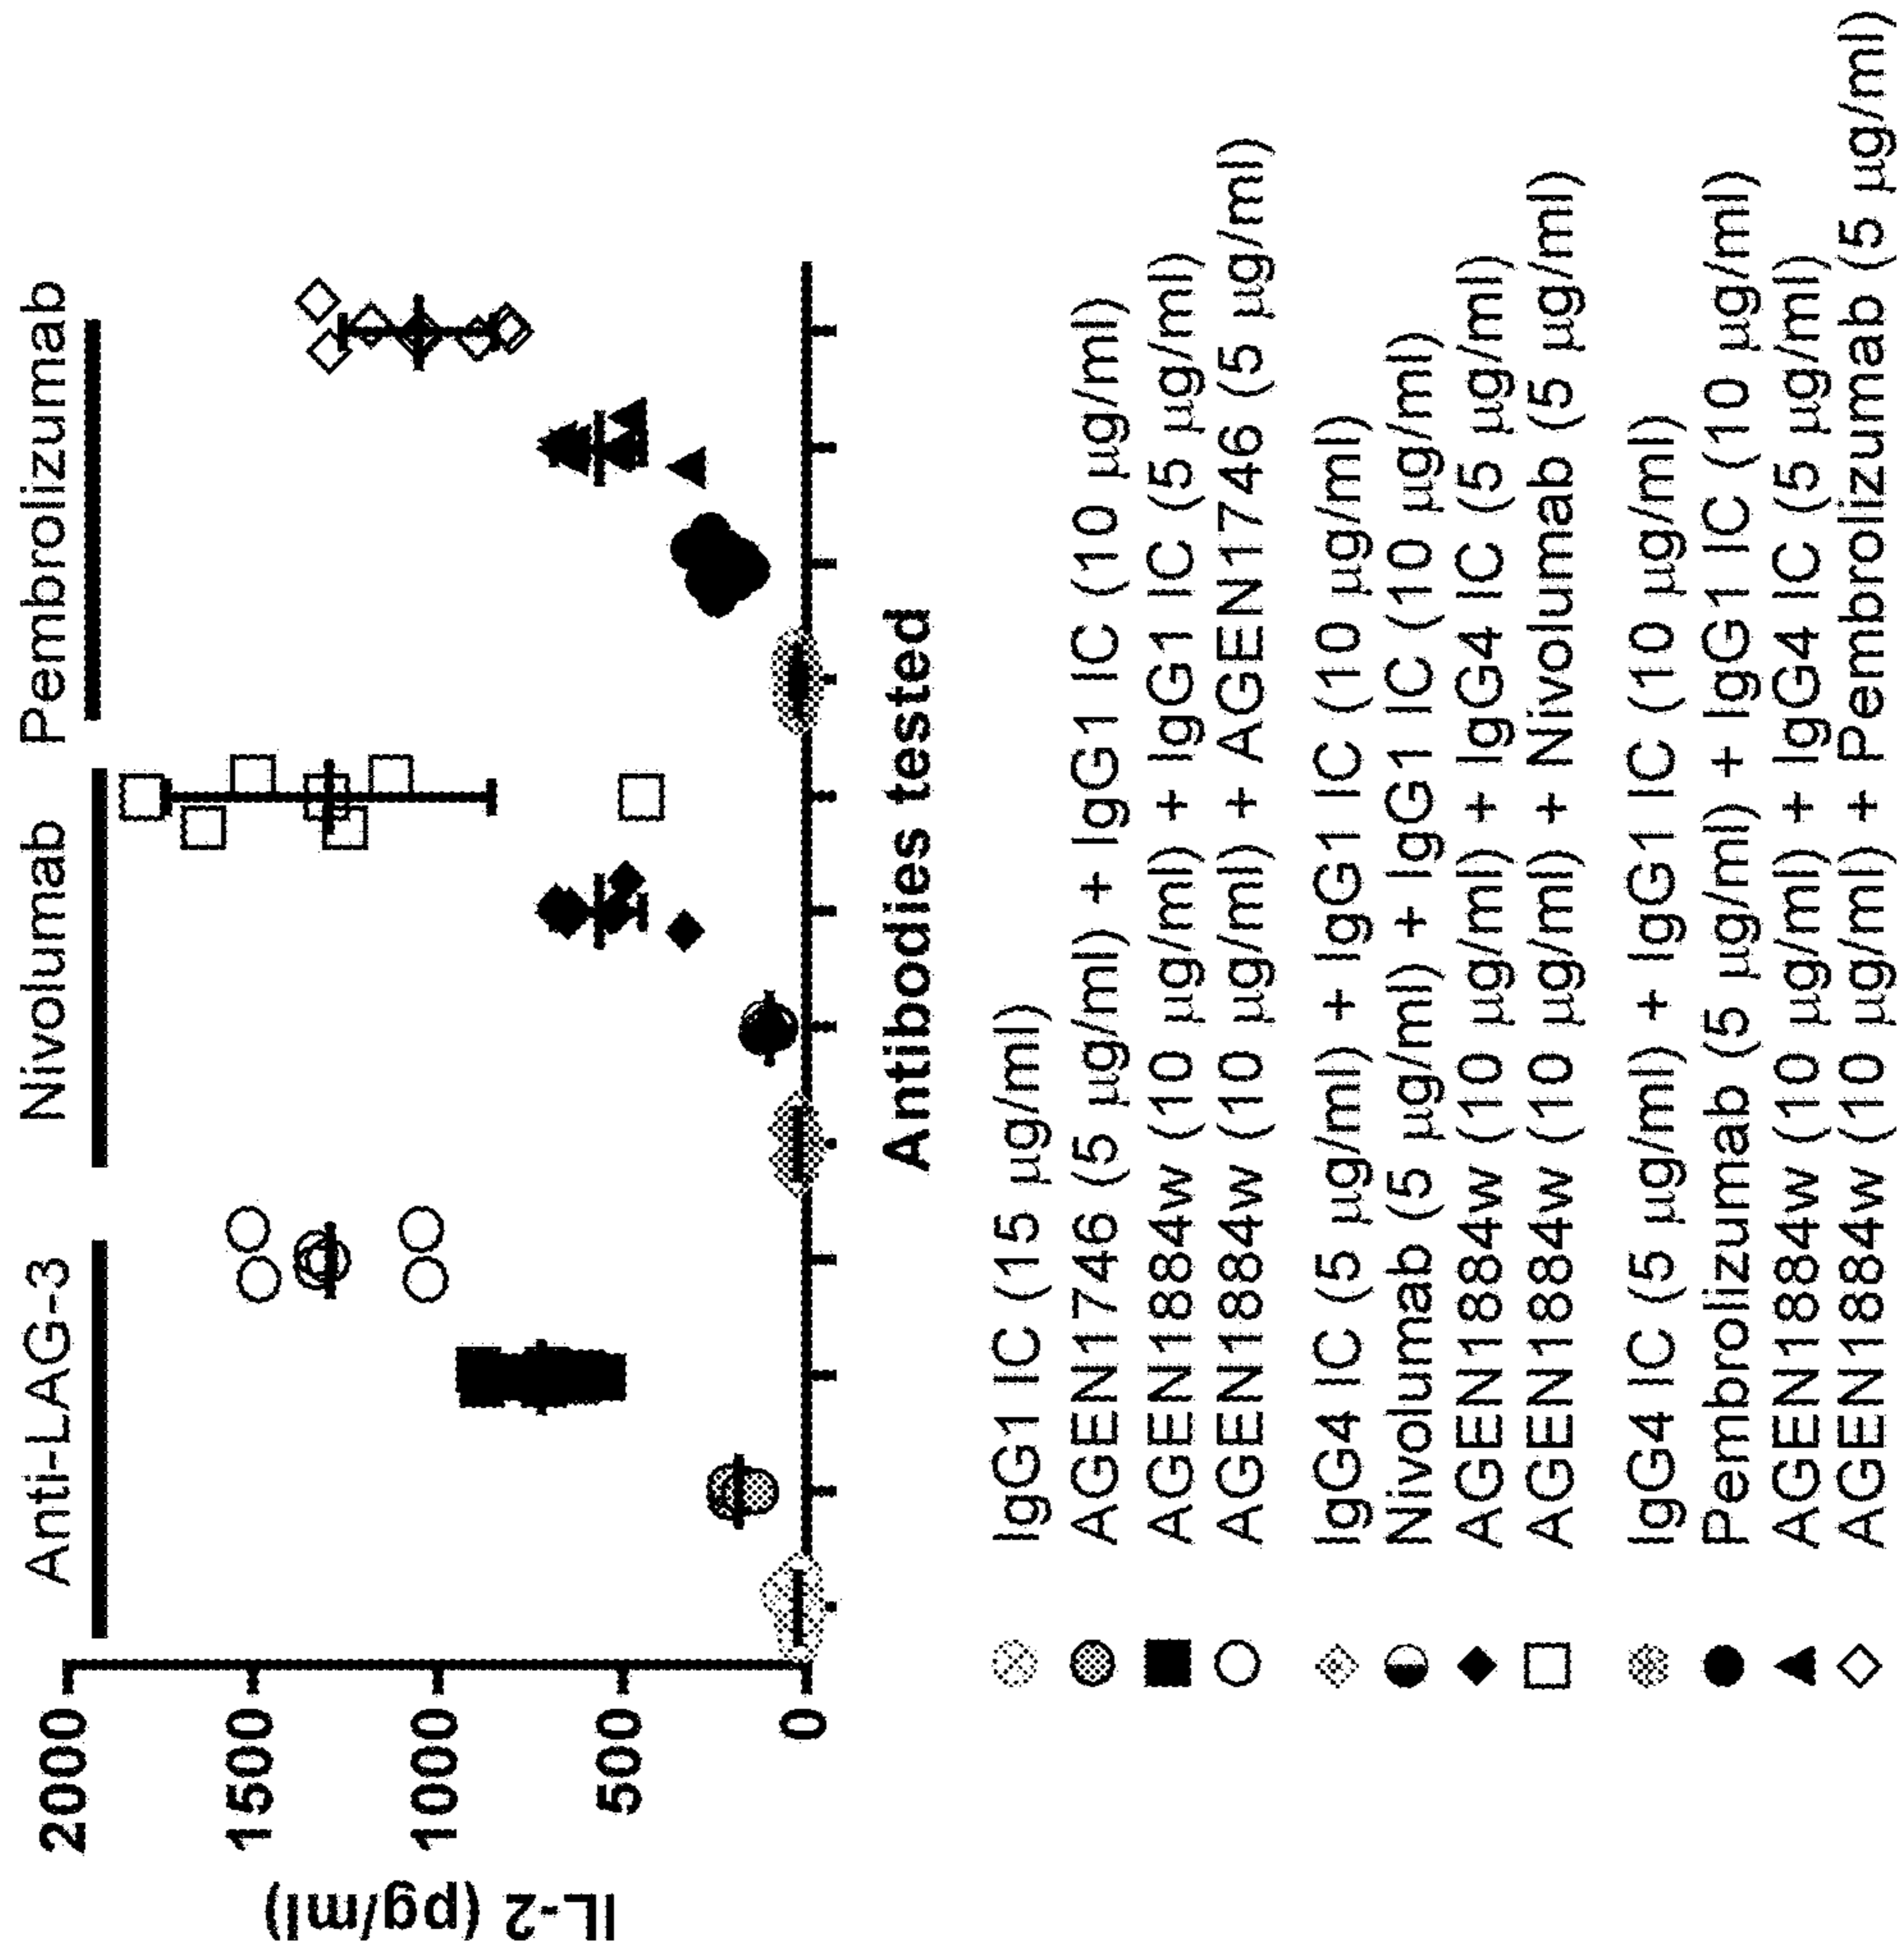 Anti-LAG-3
Nivolumab
Pembrolizumab
IL-2 (pg/ml)
2000
1500
1000
500
0
Antibodies tested
IgG1 IC (15 µg/ml)
AGEN1746 (5 µg/ml) + IgG1 IC (10 µg/ml)
AGEN1884w (10 µg/ml) + IgG1 IC (5 µg/ml)
AGEN1884w (10 µg/ml) + AGEN1746 (5 µg/ml)
IgG4 IC (5 µg/ml) + IgG1 IC (10 µg/ml)
Nivolumab (5 µg/ml) + IgG1 IC (10 µg/ml)
AGEN1884w (10 µg/ml) + IgG4 IC (5 µg/ml)
AGEN1884w (10 µg/ml) + Nivolumab (5 µg/ml)
IgG4 IC (5 µg/ml) + IgG1 IC (10 µg/ml)
Pembrolizumab (5 µg/ml) + IgG1 IC (10 µg/ml)
AGEN1884w (10 µg/ml) + IgG4 IC (5 µg/ml)
AGEN1884w (10 µg/ml) + Pembrolizumab (5 µg/ml)